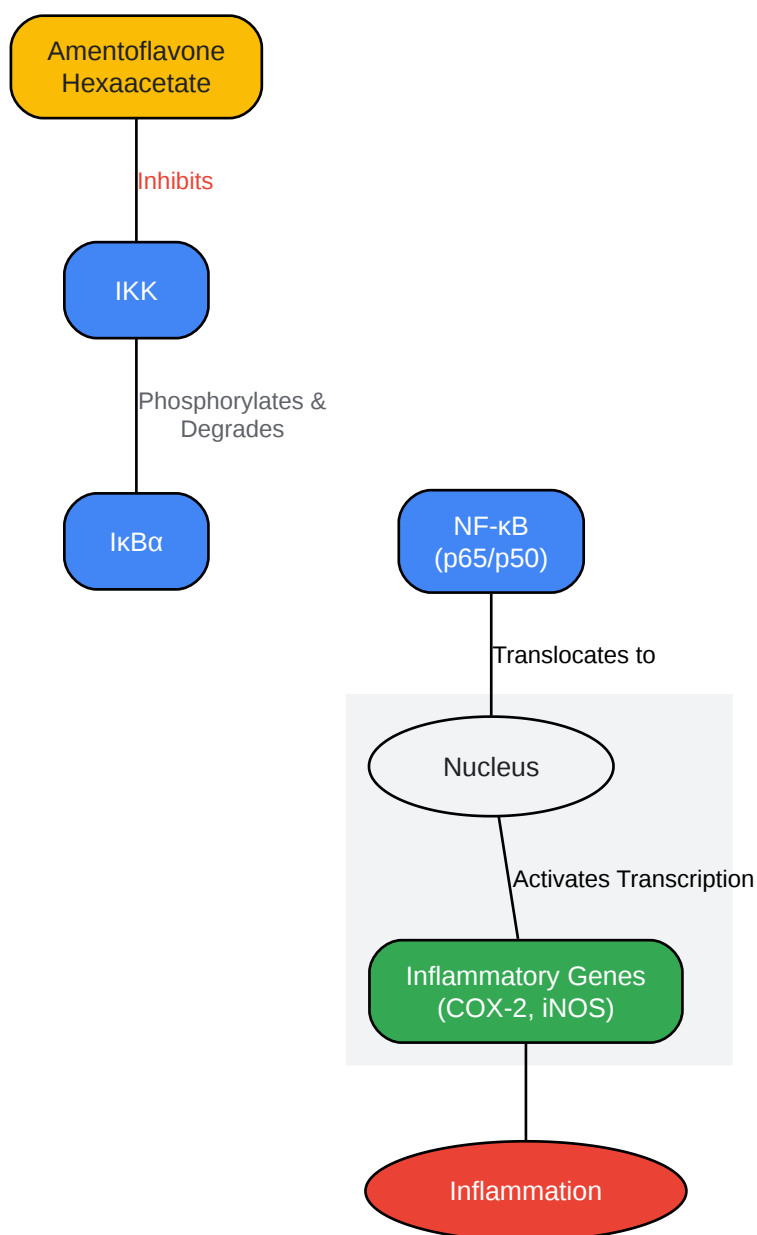 Amentoflavone
Hexaacetate
Inhibits
IKK
Phosphorylates &
Degrades
IκBα
NF-κB
(p65/p50)
Translocates to
Nucleus
Activates Transcription
Inflammatory Genes
(COX-2, iNOS)
Inflammation